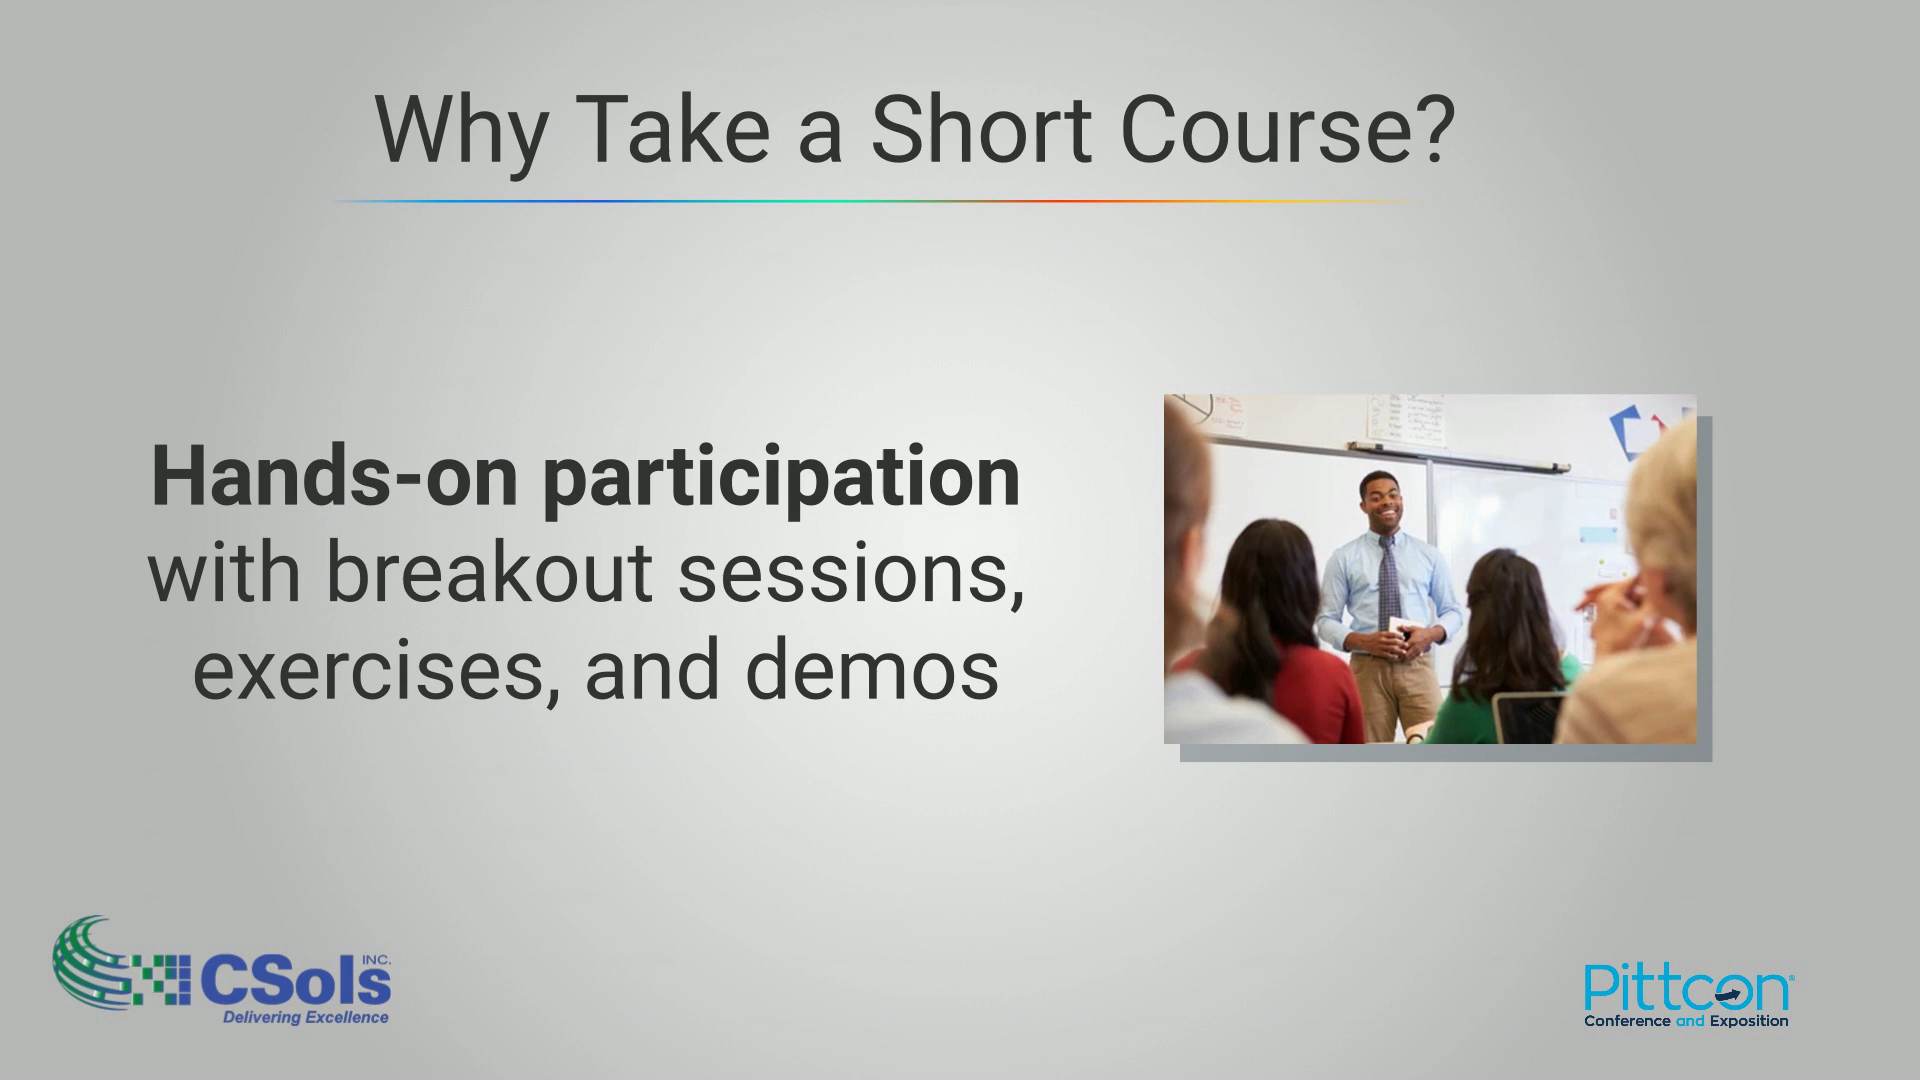 Why Take a Short Course?
Hands-on participation
with breakout sessions,
exercises, and demos
CSols INC.
Delivering Excellence
Pittcon®
Conference and Exposition